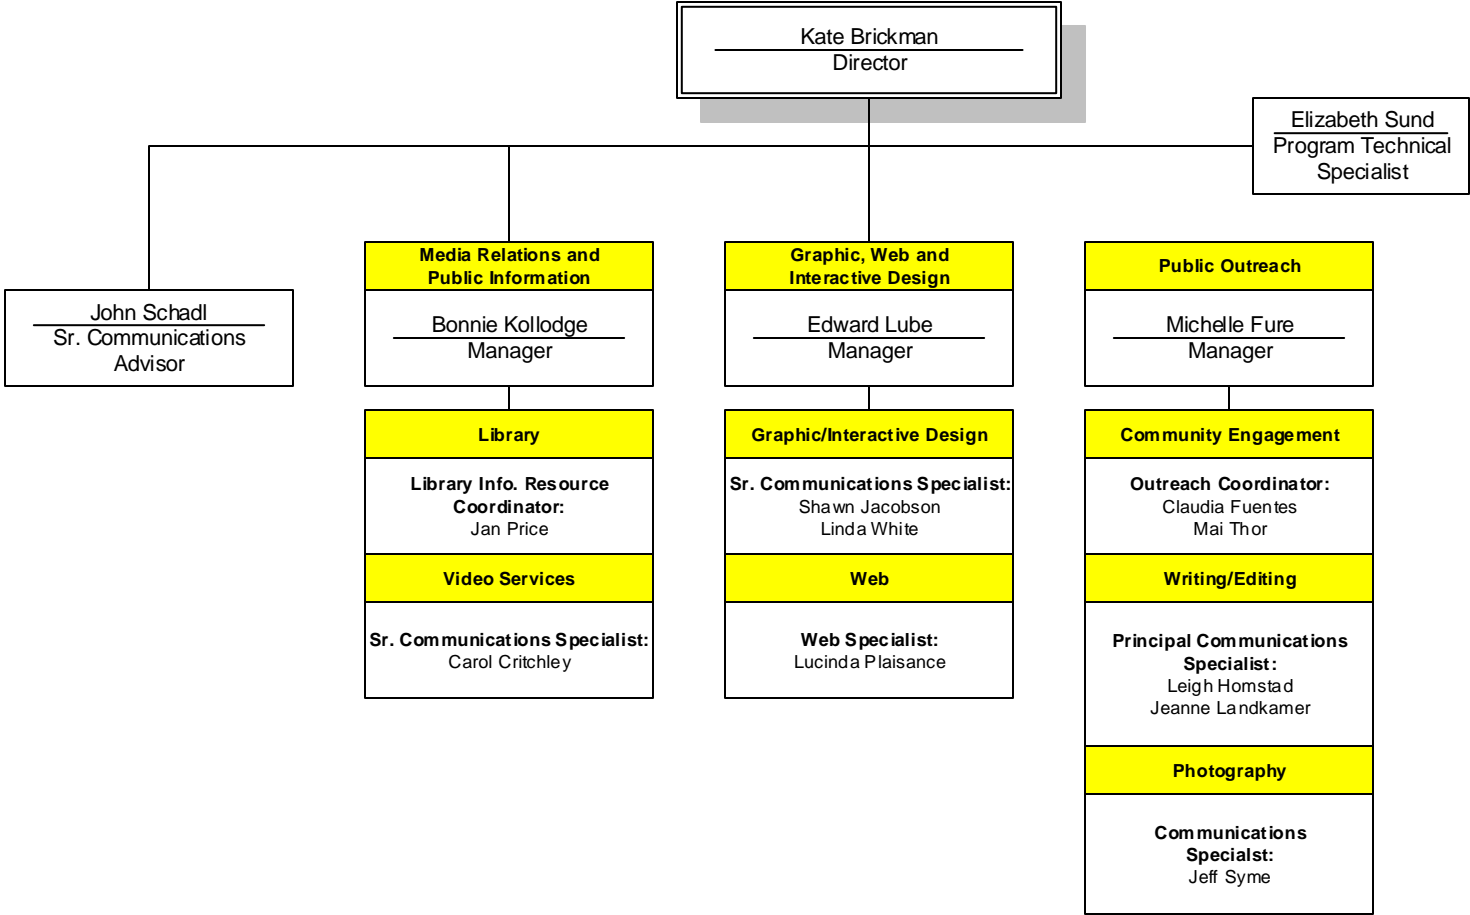 Kate Brickman
Director
Elizabeth Sund
Program Technical
Specialist
John Schadl
Sr. Communications
Advisor
Media Relations and
Public Information
Bonnie Kollodge
Manager
Library
Library Info. Resource
Coordinator:
Jan Price
Video Services
Sr. Communications Specialist:
Carol Critchley
Graphic, Web and
Interactive Design
Edward Lube
Manager
Graphic/Interactive Design
Sr. Communications Specialist:
Shawn Jacobson
Linda White
Web
Web Specialist:
Lucinda Plaisance
Public Outreach
Michelle Fure
Manager
Community Engagement
Outreach Coordinator:
Claudia Fuentes
Mai Thor
Writing/Editing
Principal Communications
Specialist:
Leigh Homstad
Jeanne Landkamer
Photography
Communications
Specialst:
Jeff Syme